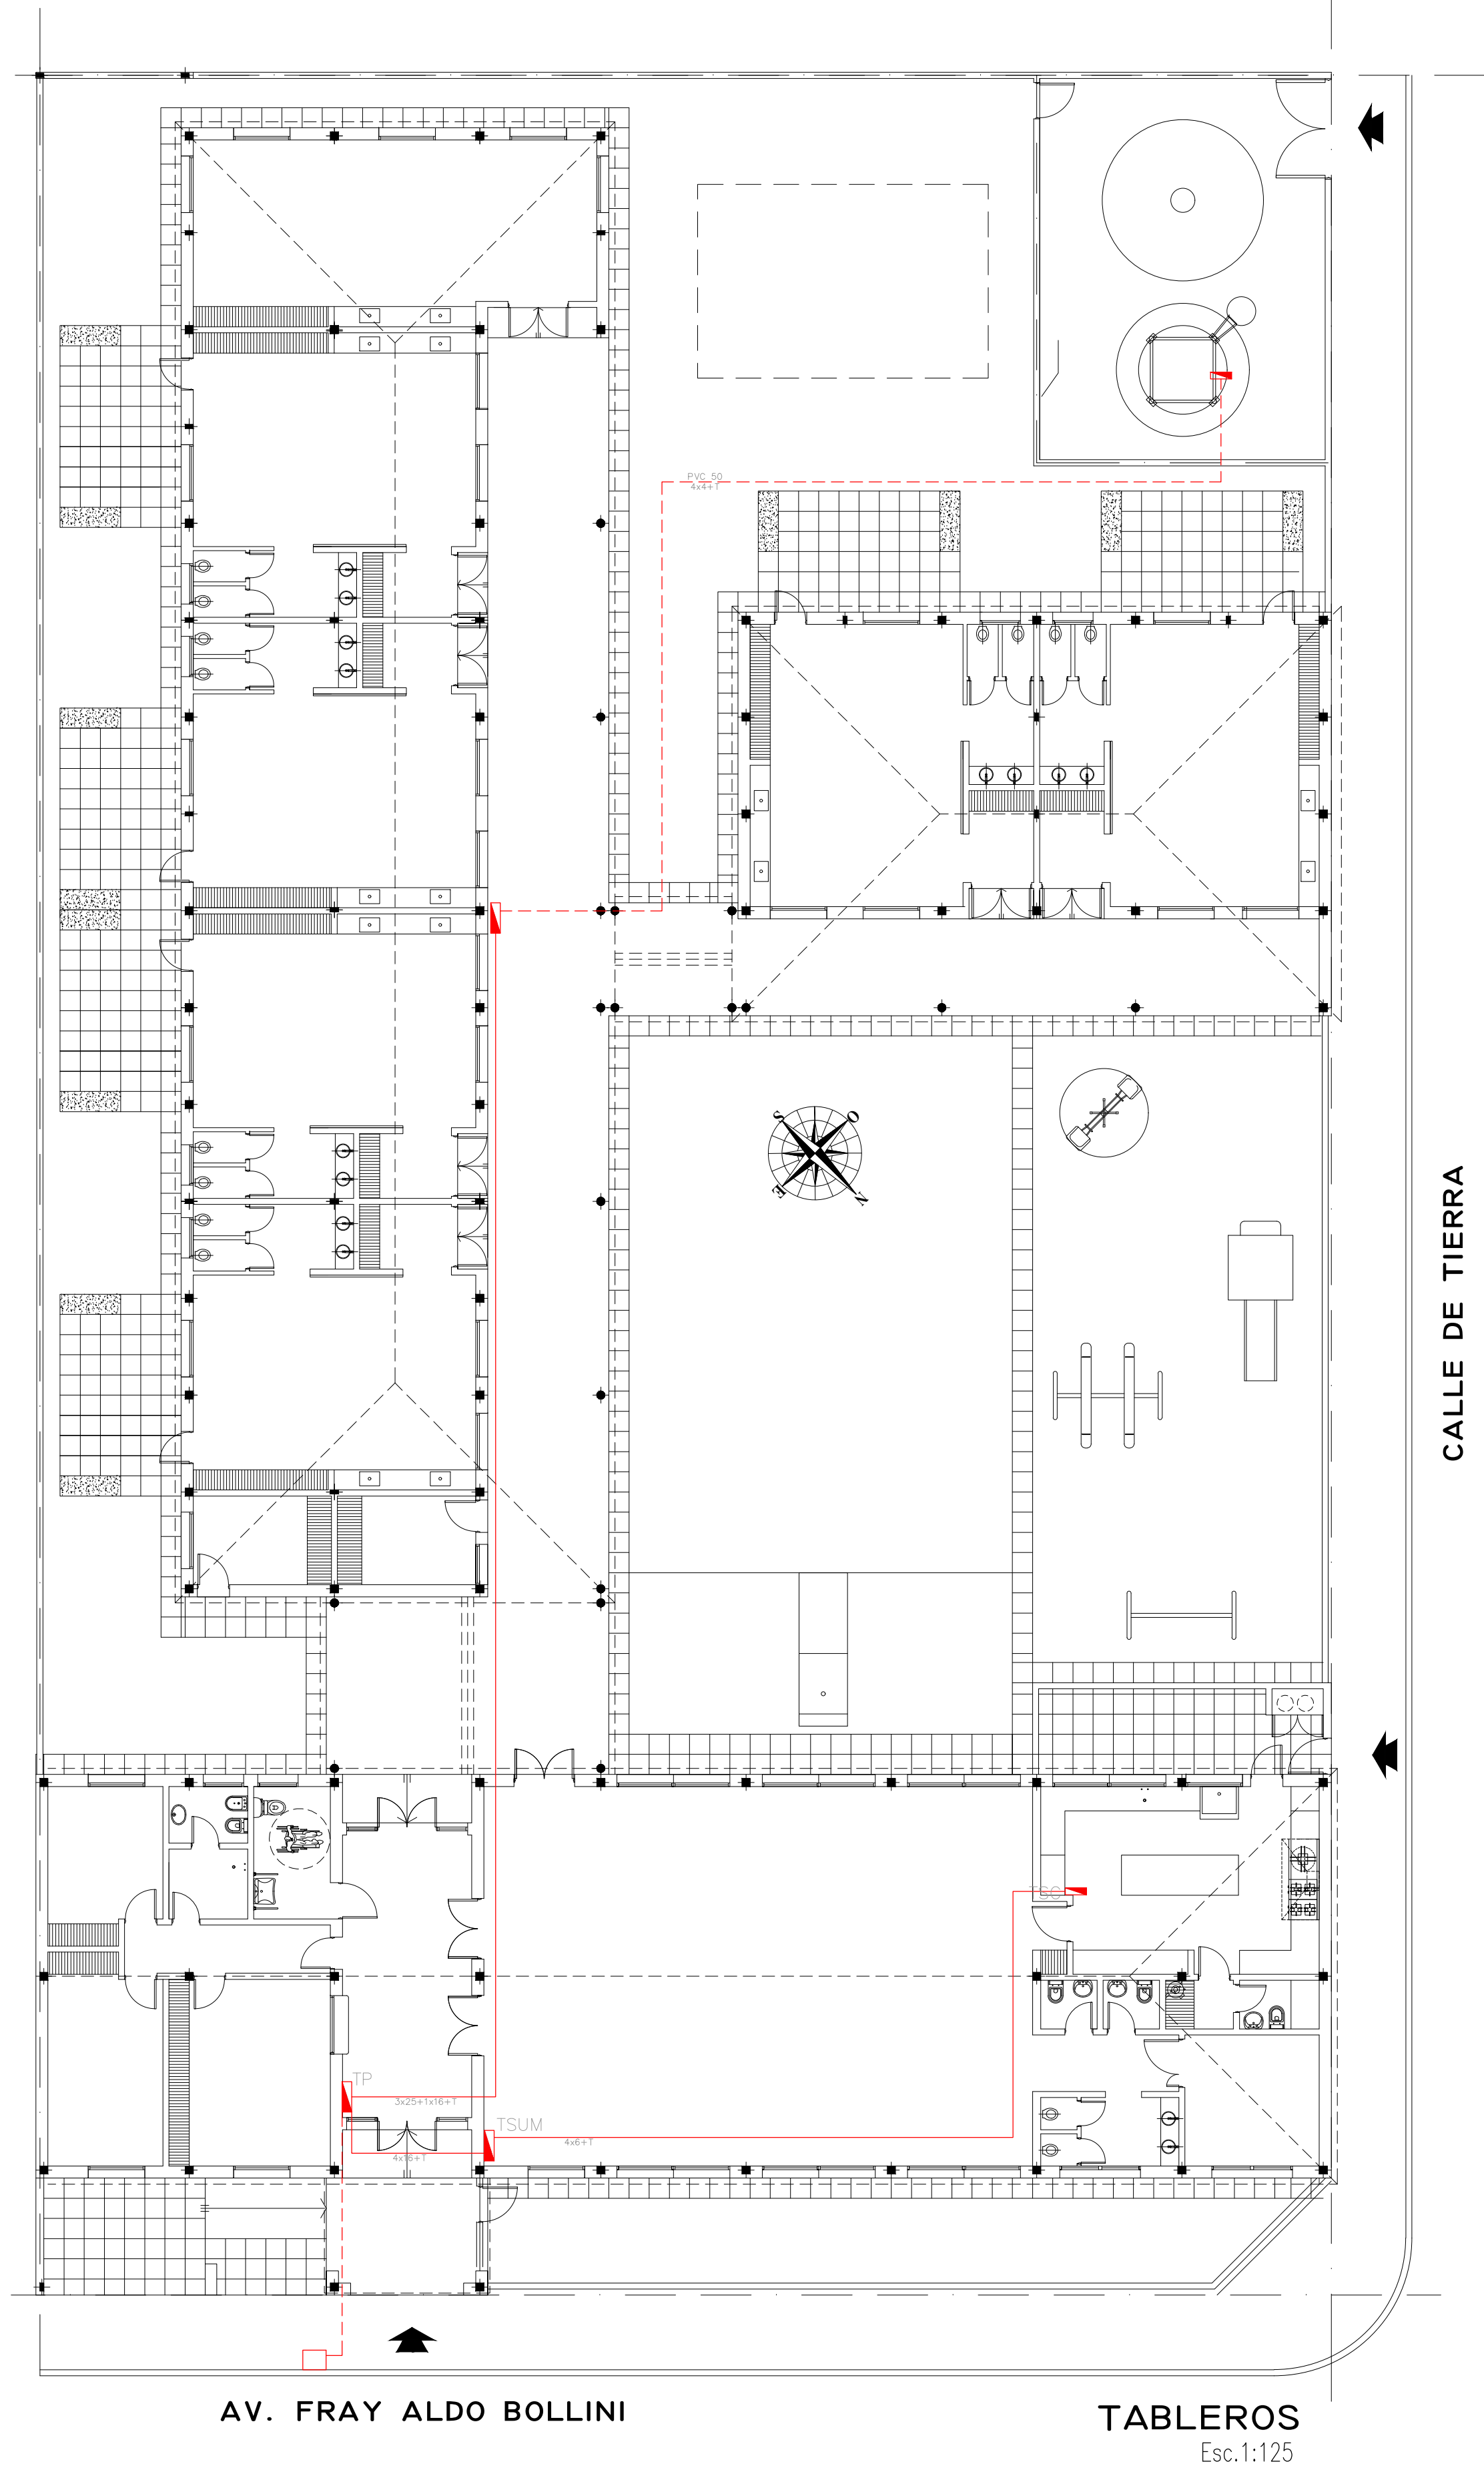 PVC 50
4x4+T
S
O
E
N
CALLE DE TIERRA
TSC
TP
3x25+1x16+T
TSUM
4x6+T
4x16+T
AV. FRAY ALDO BOLLINI
TABLEROS
Esc.1:125